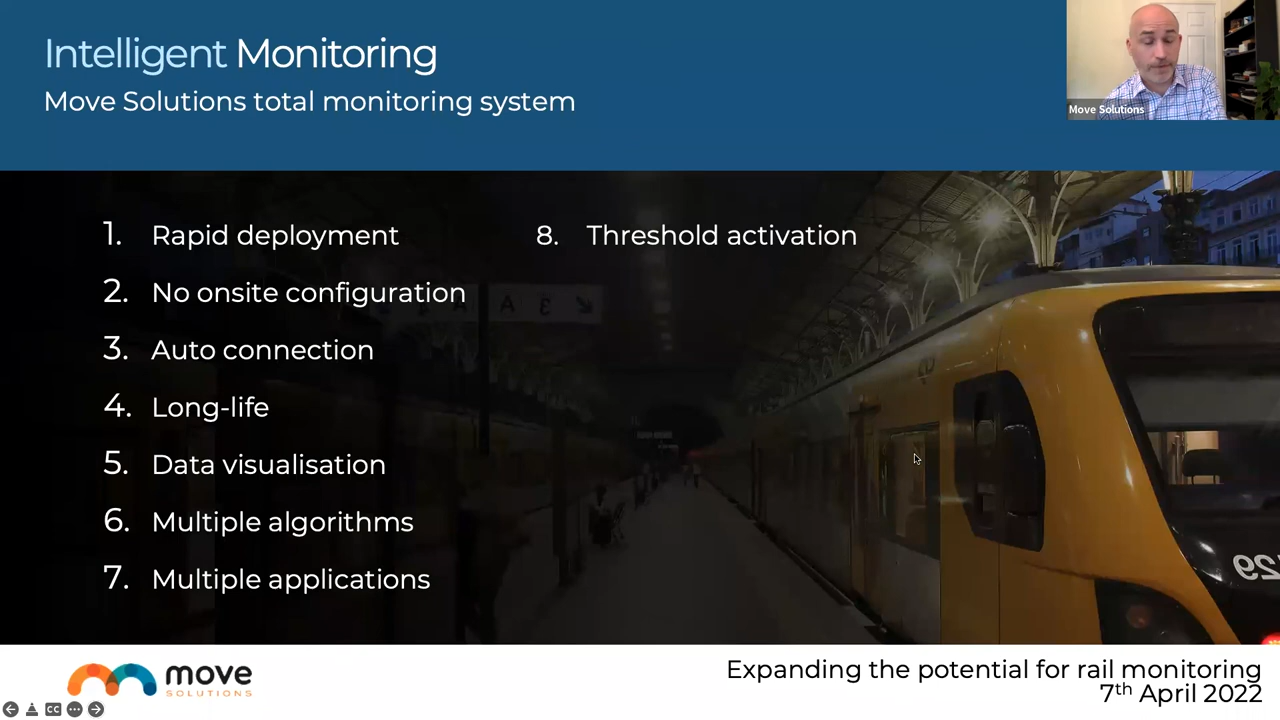 Intelligent Monitoring
Move Solutions total monitoring system
Move Solutions
1. Rapid deployment
2. No onsite configuration
3. Auto connection
4. Long-life
5. Data visualisation
6. Multiple algorithms
7. Multiple applications
8. Threshold activation
move
SOLUTIONS
Expanding the potential for rail monitoring
7th April 2022
CC